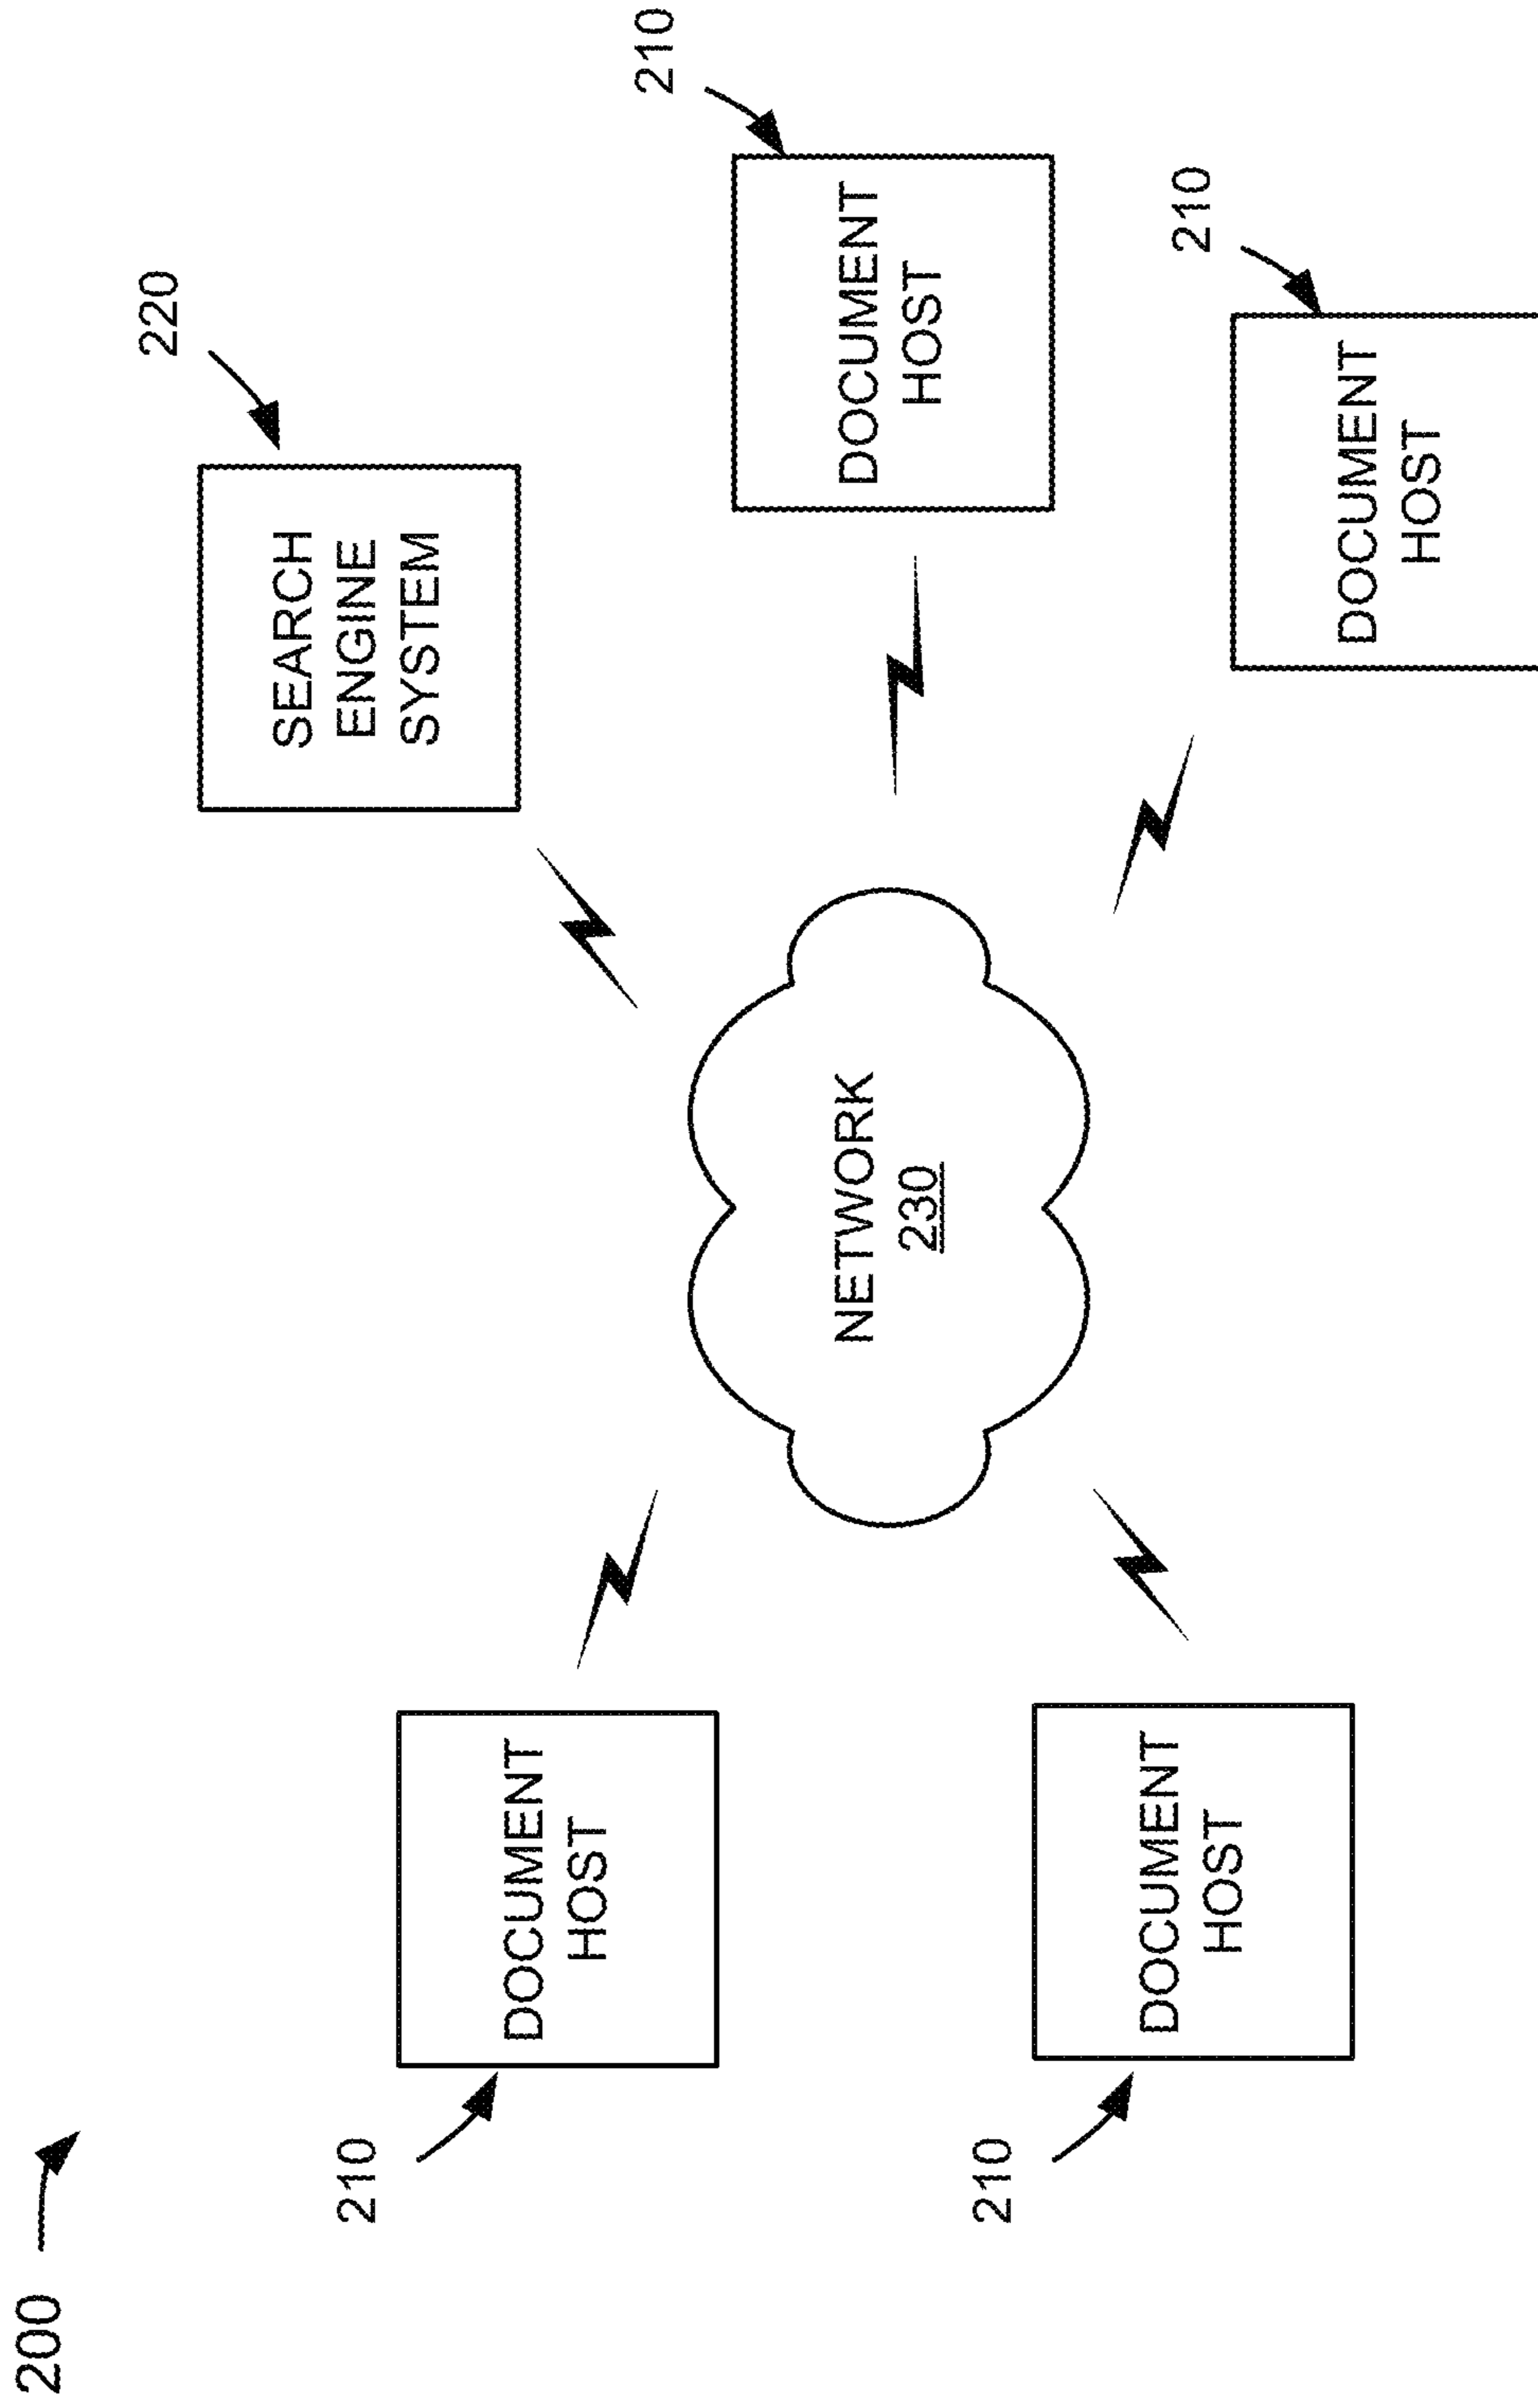 200
220
SEARCH
ENGINE
SYSTEM
210
DOCUMENT
HOST
210
DOCUMENT
HOST
NETWORK
230
210
DOCUMENT
HOST
210
DOCUMENT
HOST